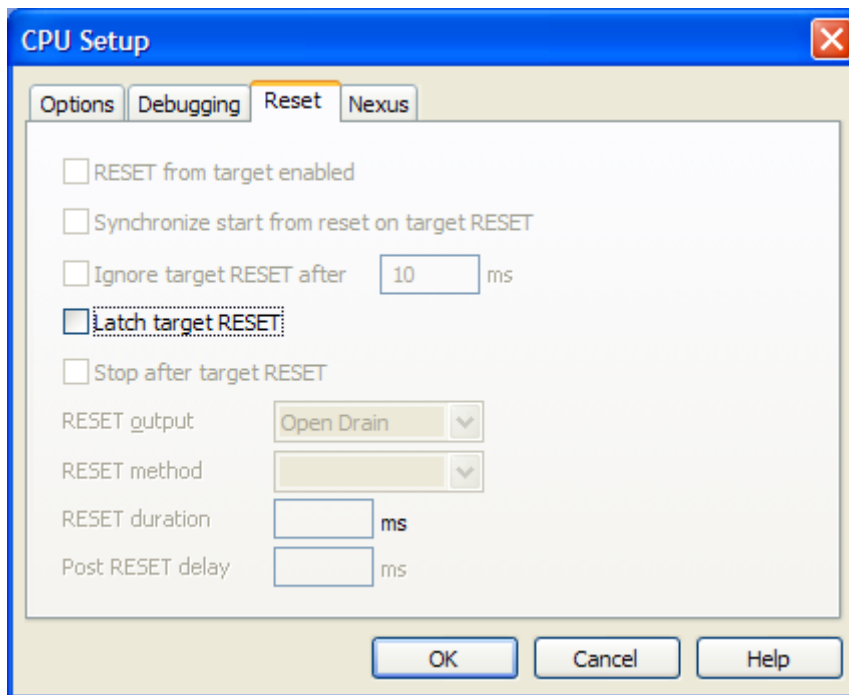 CPU Setup
Options Debugging Reset Nexus
RESET from target enabled
Synchronize start from reset on target RESET
Ignore target RESET after 10 ms
Latch target RESET
Stop after target RESET
RESET output Open Drain
RESET method
RESET duration ms
Post RESET delay ms
OK Cancel Help